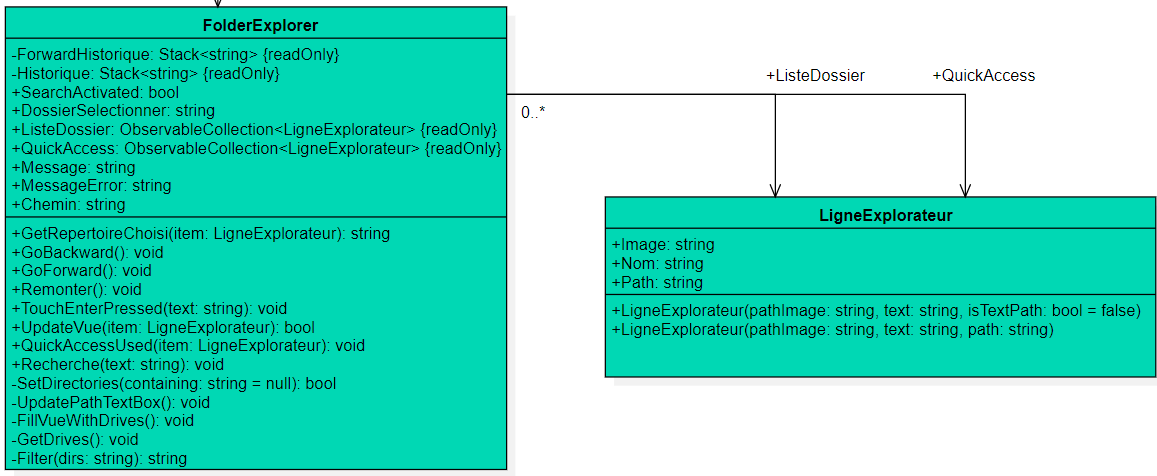 FolderExplorer
-ForwardHistorique: Stack<string> {readOnly}
-Historique: Stack<string> {readOnly}
+SearchActivated: bool
+DossierSelectionner: string
+ListeDossier: ObservableCollection<LigneExplorateur> {readOnly}
+QuickAccess: ObservableCollection<LigneExplorateur> {readOnly}
+Message: string
+MessageError: string
+Chemin: string
+GetRepertoireChoisi(item: LigneExplorateur): string
+GoBackward(): void
+GoForward(): void
+Remonter(): void
+TouchEnterPressed(text: string): void
+UpdateVue(item: LigneExplorateur): bool
+QuickAccessUsed(item: LigneExplorateur): void
+Recherche(text: string): void
-SetDirectories(containing: string = null): bool
-UpdatePathTextBox(): void
-FillVueWithDrives(): void
-GetDrives(): void
-Filter(dirs: string): string
0..*
+ListeDossier
+QuickAccess
LigneExplorateur
+Image: string
+Nom: string
+Path: string
+LigneExplorateur(pathImage: string, text: string, isTextPath: bool = false)
+LigneExplorateur(pathImage: string, text: string, path: string)